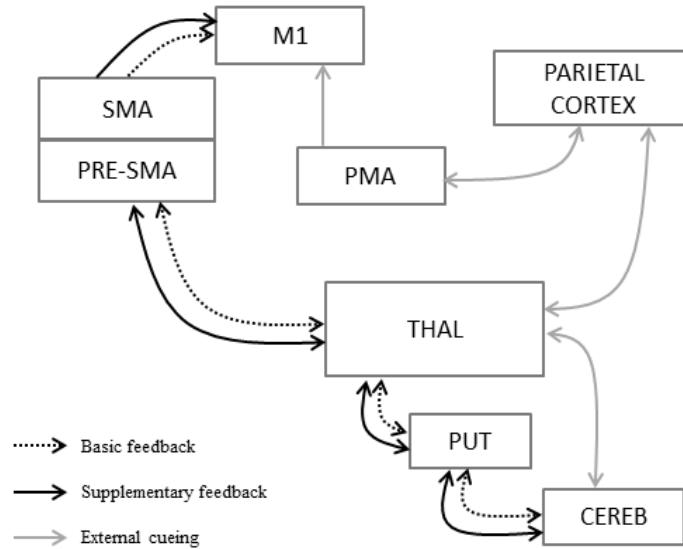 M1
PARIETAL
CORTEX
SMA
PRE-SMA
PMA
THAL
PUT
CEREB
Basic feedback
Supplementary feedback
External cueing